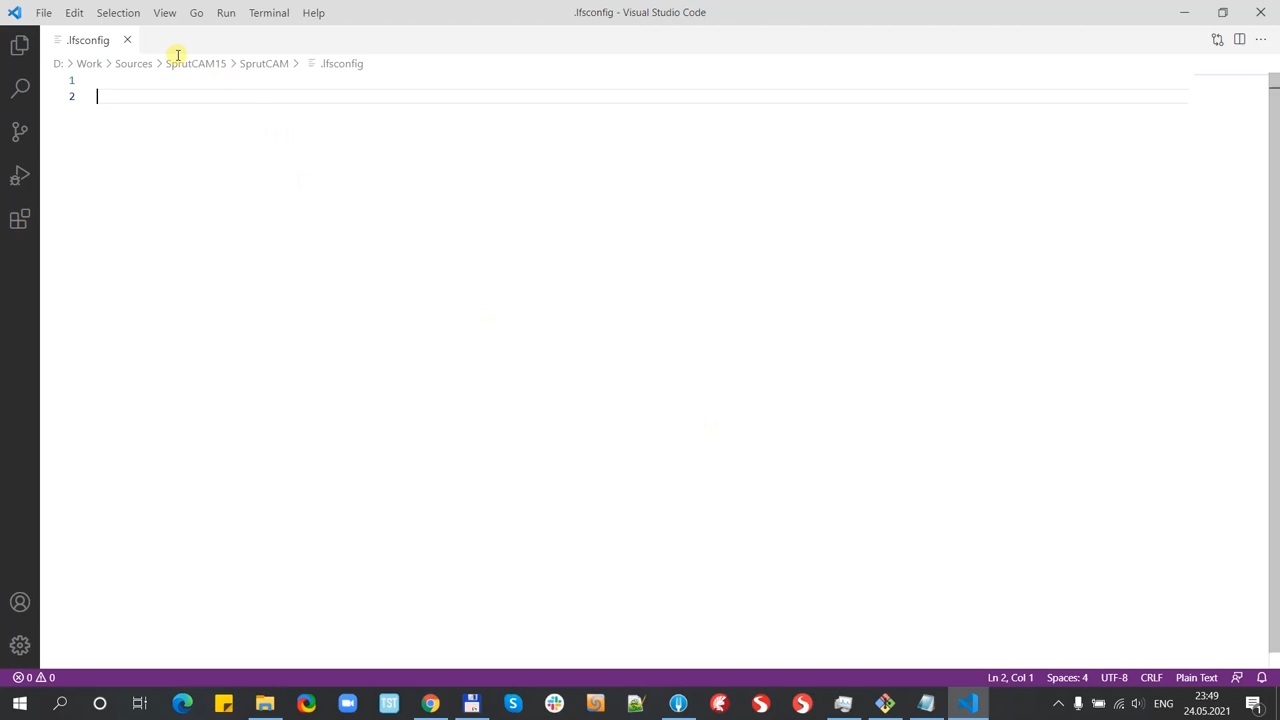 File Edit Selection View Go Run Terminal Help .lfsconfig - Visual Studio Code
.lfsconfig
D: > Work > Sources > SprutCAM15 > SprutCAM > .lfsconfig
1
2
0 0 Ln 2, Col 1 Spaces: 4 UTF-8 CRLF Plain Text
TST S ENG 23:49
24.05.2021 1